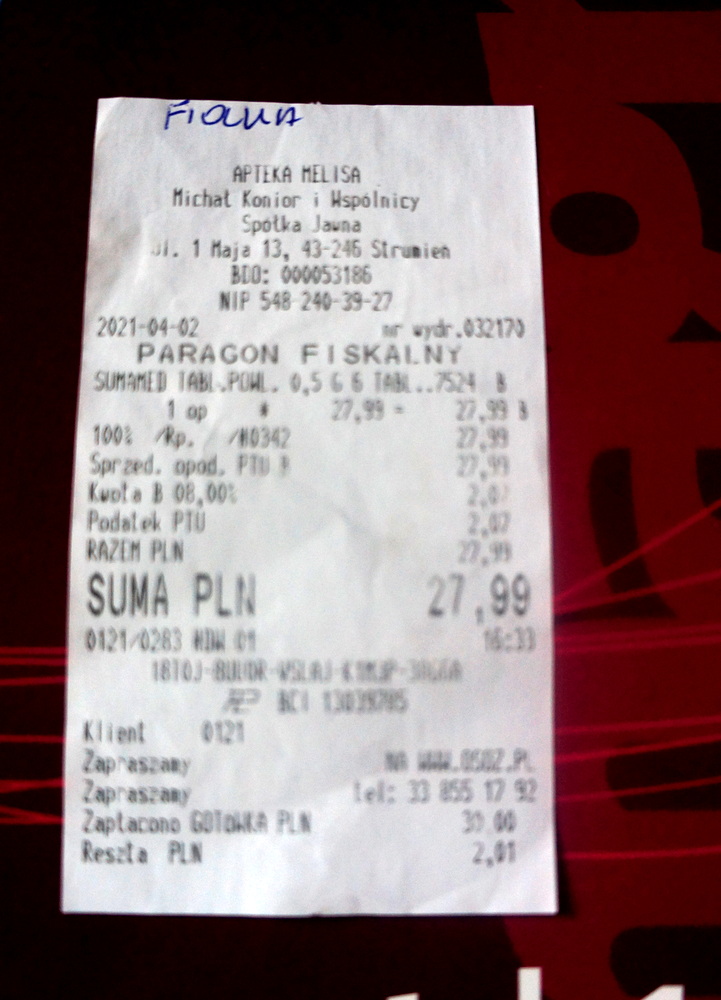 APTEKA MELISA
Michał Konior i Wspólnicy
Spółka Jawna
ul. 1 Maja 13, 43-246 Strumień
BDO: 000053186
NIP 548-240-39-27
2021-04-02 nr wydr.032170
PARAGON FISKALNY
SUMAMED TABL.POWL. 0,5 G 6 TABL..7524 B
1 op * 27,99 = 27,99 B
100% /Rp. /N0342 27,99
Sprzed. opod. PTU B 27,99
Kwota B 08,00% 2,07
Podatek PTU 2,07
RAZEM PLN 27,99
SUMA PLN 27,99
0121/0283 16:33
BCI 13039785
Klient 0121
Zapraszamy NA WWW.OSOZ.PL
Zapraszamy tel: 33 855 17 92
Zapłacono GOTÓWKA PLN 30,00
Reszta PLN 2,01